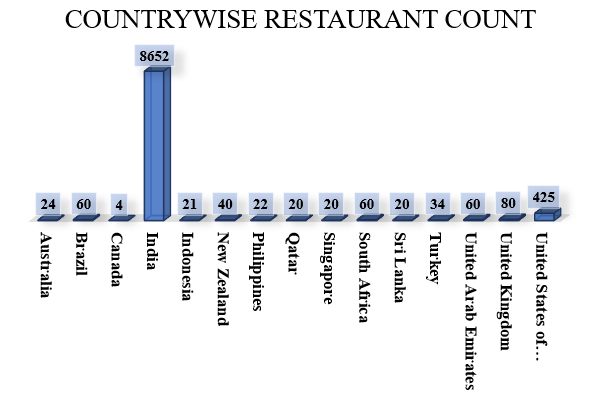 COUNTRYWISE RESTAURANT COUNT
8652
24
60
4
21
40
22
20
20
60
20
34
60
80
425
Australia
Brazil
Canada
India
Indonesia
New Zealand
Philippines
Qatar
Singapore
South Africa
Sri Lanka
Turkey
United Arab Emirates
United Kingdom
United States of...